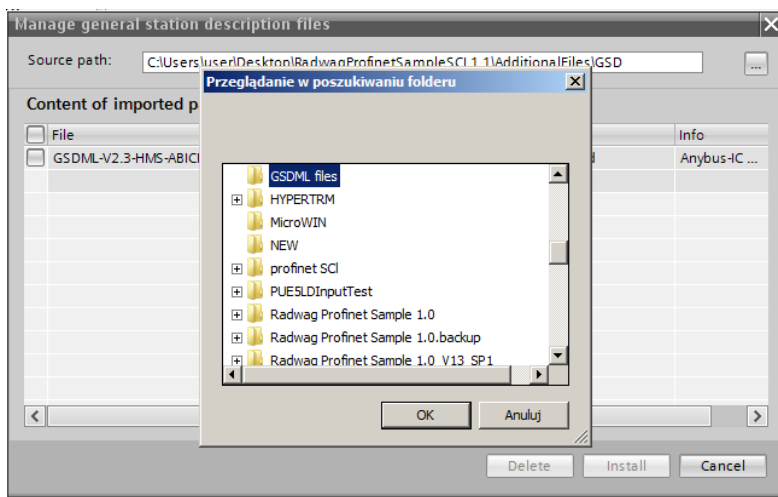 Manage general station description files
Source path: C:\Users\user\Desktop\RadwagProfinetSampleSCL1.1\AdditionalFiles\GSD ...
Przeglądanie w poszukiwaniu folderu
Content of imported p
File Info
GSDML-V2.3-HMS-ABICI Anybus-IC ...
GSDML files
HYPERTRM
MicroWIN
NEW
profinet SCl
PUE5LDInputTest
Radwag Profinet Sample 1.0
Radwag Profinet Sample 1.0.backup
Radwag Profinet Sample 1.0_V13_SP1
OK Anuluj
Delete Install Cancel